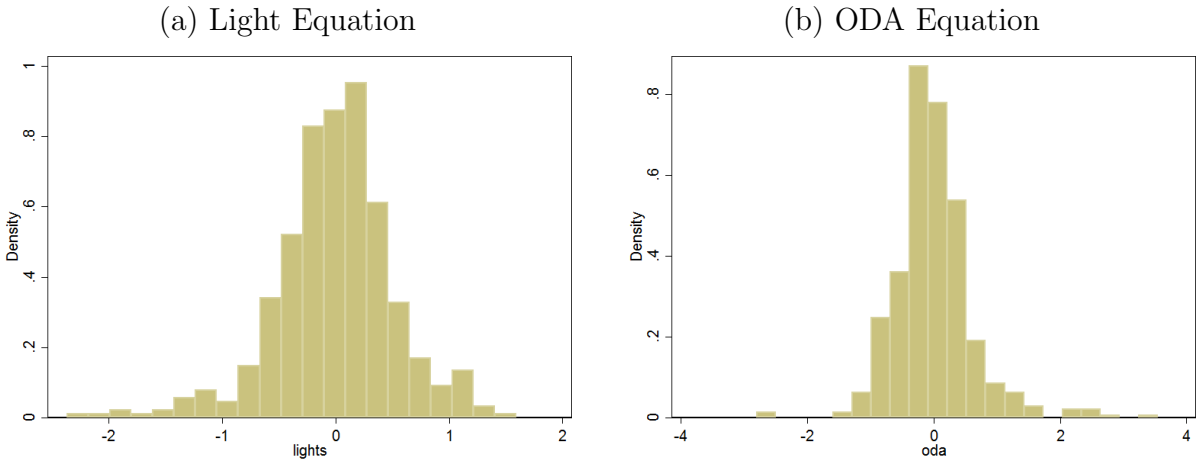 (a) Light Equation
Density
0 .2 .4 .6 .8 1
-2 -1 0 1 2
lights
(b) ODA Equation
Density
0 .2 .4 .6 .8
-4 -2 0 2 4
oda